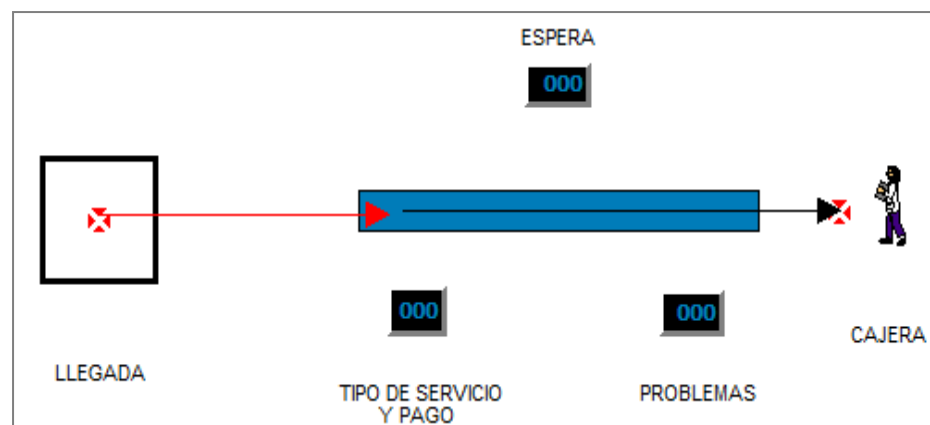 ESPERA
000
000
000
LLEGADA
TIPO DE SERVICIO
Y PAGO
PROBLEMAS
CAJERA